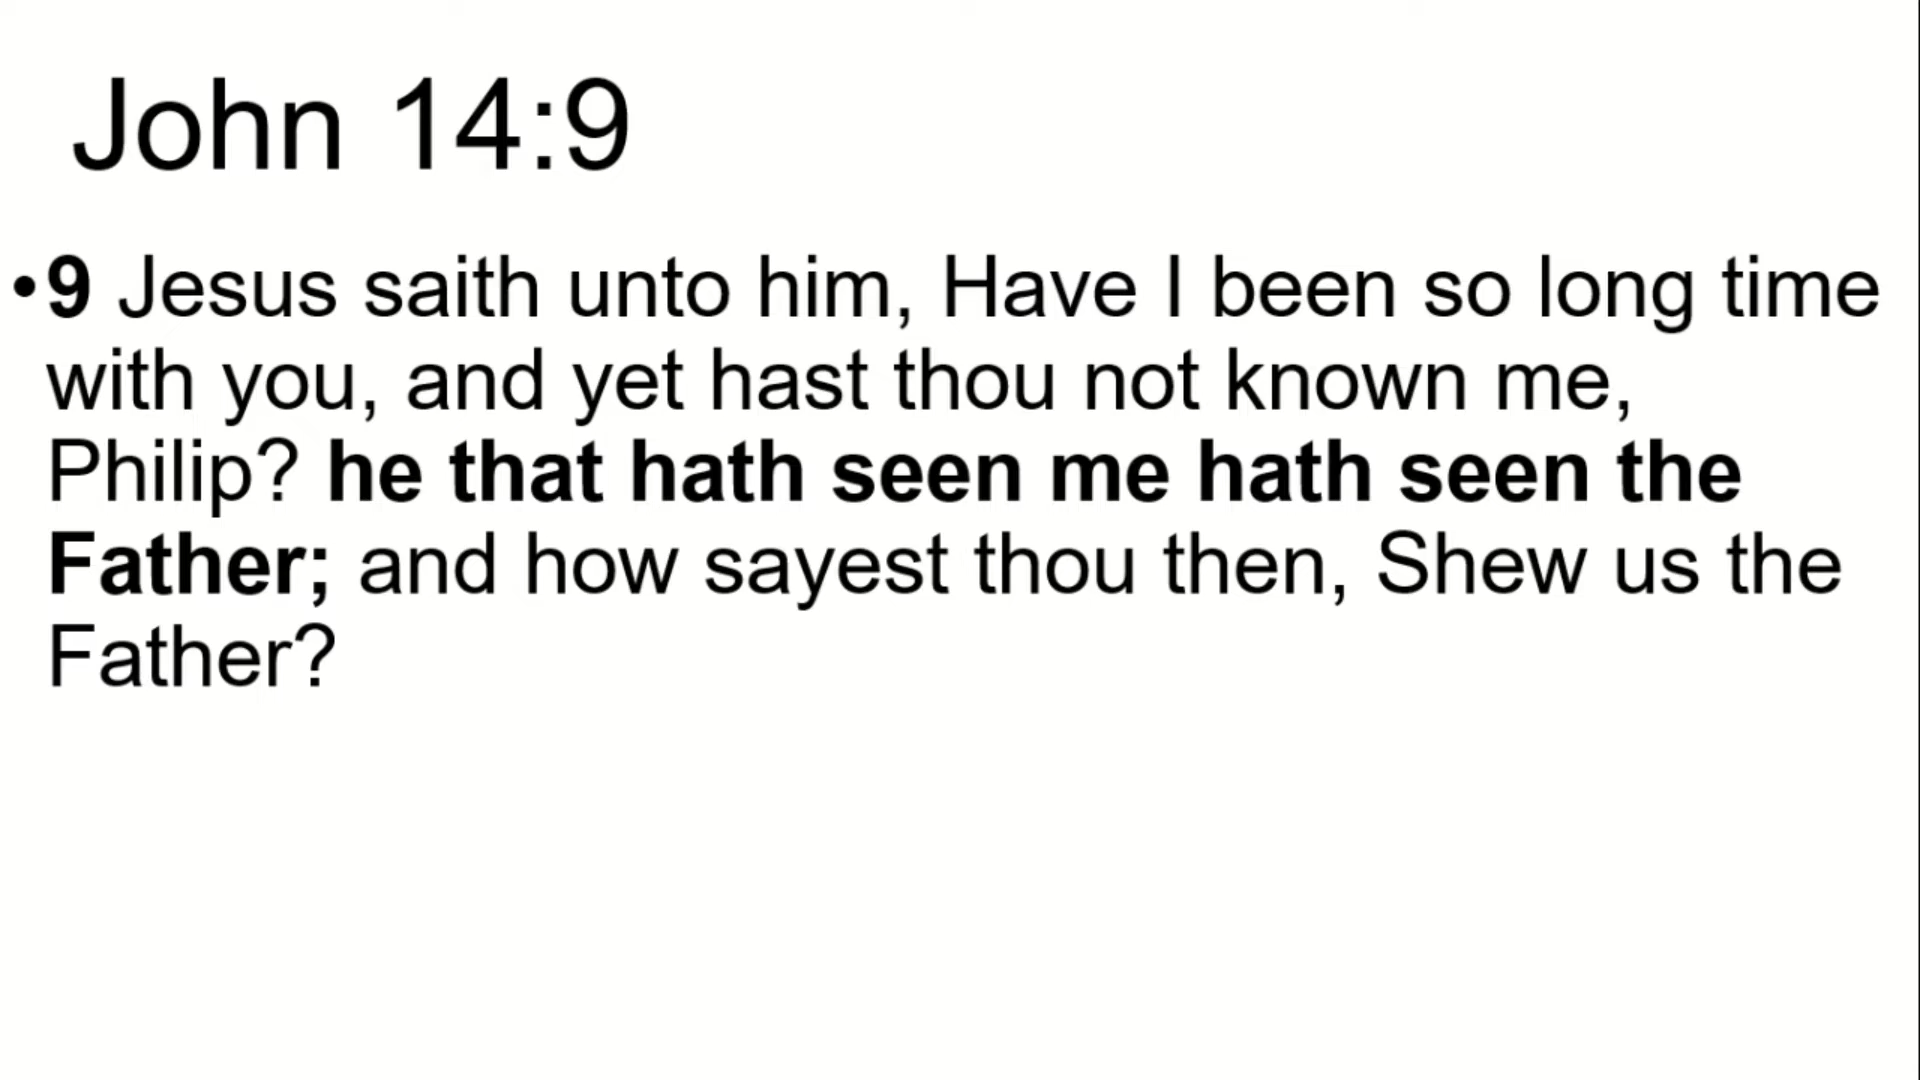 John 14:9
•9 Jesus saith unto him, Have I been so long time
with you, and yet hast thou not known me,
Philip? he that hath seen me hath seen the
Father; and how sayest thou then, Shew us the
Father?